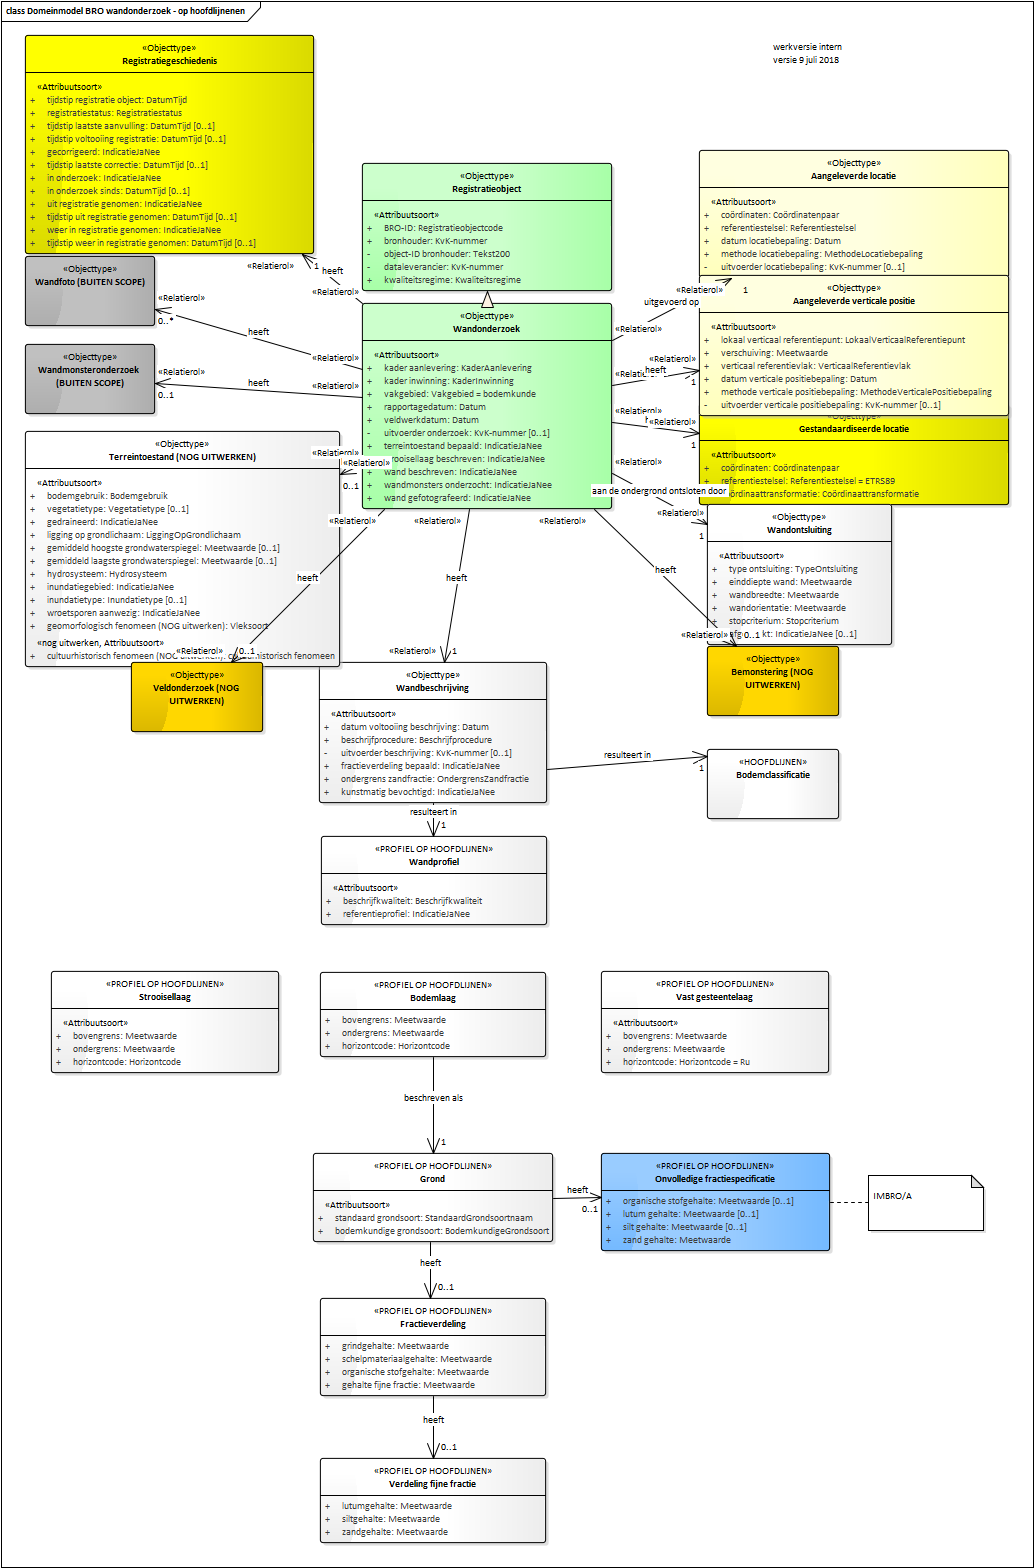 class Domeinmodel BRO wandonderzoek - op hoofdlijnenen
werkversie intern
versie 9 juli 2018
«Objecttype»
Registratiegeschiedenis
«Attribuutsoort»
+ tijdstip registratie object: DatumTijd
+ registratiestatus: Registratiestatus
+ tijdstip laatste aanvulling: DatumTijd [0..1]
+ tijdstip voltooiing registratie: DatumTijd [0..1]
+ gecorrigeerd: IndicatieJaNee
+ tijdstip laatste correctie: DatumTijd [0..1]
+ in onderzoek: IndicatieJaNee
+ in onderzoek sinds: DatumTijd [0..1]
+ uit registratie genomen: IndicatieJaNee
+ tijdstip uit registratie genomen: DatumTijd [0..1]
+ weer in registratie genomen: IndicatieJaNee
+ tijdstip weer in registratie genomen: DatumTijd [0..1]
«Objecttype»
Registratieobject
«Attribuutsoort»
+ BRO-ID: Registratieobjectcode
+ bronhouder: KvK-nummer
- object-ID bronhouder: Tekst200
- dataleverancier: KvK-nummer
+ kwaliteitsregime: Kwaliteitsregime
«Objecttype»
Aangeleverde locatie
«Attribuutsoort»
+ coördinaten: Coördinatenpaar
+ referentiestelsel: Referentiestelsel
+ datum locatiebepaling: Datum
+ methode locatiebepaling: MethodeLocatiebepaling
- uitvoerder locatiebepaling: KvK-nummer [0..1]
«Objecttype»
Aangeleverde verticale positie
«Attribuutsoort»
+ lokaal verticaal referentiepunt: LokaalVerticaalReferentiepunt
+ verschuiving: Meetwaarde
+ verticaal referentievlak: VerticaalReferentievlak
+ datum verticale positiebepaling: Datum
+ methode verticale positiebepaling: MethodeVerticalePositiebepaling
- uitvoerder verticale positiebepaling: KvK-nummer [0..1]
«Objecttype»
Gestandaardiseerde locatie
«Attribuutsoort»
+ coördinaten: Coördinatenpaar
+ referentiestelsel: Referentiestelsel = ETRS89
coördinaattransformatie: Coördinaattransformatie
«Objecttype»
Wandfoto (BUITEN SCOPE)
«Objecttype»
Wandmonsteronderzoek
(BUITEN SCOPE)
«Objecttype»
Wandonderzoek
«Attribuutsoort»
+ kader aanlevering: KaderAanlevering
+ kader inwinning: KaderInwinning
+ vakgebied: Vakgebied = bodemkunde
+ rapportagedatum: Datum
+ veldwerkdatum: Datum
- uitvoerder onderzoek: KvK-nummer [0..1]
+ terreintoestand bepaald: IndicatieJaNee
strooisellaag beschreven: IndicatieJaNee
+ wand beschreven: IndicatieJaNee
+ wandmonsters onderzocht: IndicatieJaNee
+ wand gefotografeerd: IndicatieJaNee
«Relatierol»
1
heeft
«Relatierol»
«Relatierol»
0..*
heeft
«Relatierol»
«Relatierol»
0..1
heeft
«Relatierol»
«Relatierol»
1
uitgevoerd op
«Relatierol»
«Relatierol»
heeft
1
«Relatierol»
«Relatierol»
1
«Relatierol»
«Relatierol»
0..1
«Relatierol»
aan de ondergrond ontsloten door
«Relatierol»
1
«Objecttype»
Terreintoestand (NOG UITWERKEN)
«Attribuutsoort»
+ bodemgebruik: Bodemgebruik
+ vegetatietype: Vegetatietype [0..1]
+ gedraineerd: IndicatieJaNee
+ ligging op grondlichaam: LiggingOpGrondlichaam
+ gemiddeld hoogste grondwaterspiegel: Meetwaarde [0..1]
+ gemiddeld laagste grondwaterspiegel: Meetwaarde [0..1]
+ hydrosysteem: Hydrosysteem
+ inundatiegebied: IndicatieJaNee
+ inundatietype: Inundatietype [0..1]
+ wroetsporen aanwezig: IndicatieJaNee
+ geomorfologisch fenomeen (NOG uitwerken): Vleksoort
«nog uitwerken, Attribuutsoort»
+ cultuurhistorisch fenomeen (NOG uitwerken): cultuurhistorisch fenomeen
«Objecttype»
Wandontsluiting
«Attribuutsoort»
+ type ontsluiting: TypeOntsluiting
+ einddiepte wand: Meetwaarde
+ wandbreedte: Meetwaarde
+ wandorientatie: Meetwaarde
+ stopcriterium: Stopcriterium
kt: IndicatieJaNee [0..1]
«Relatierol»
«Relatierol»
«Relatierol»
heeft
heeft
heeft
«Relatierol»
0..1
«Relatierol»
1
«Relatierol»
0..1
«Objecttype»
Veldonderzoek (NOG
UITWERKEN)
«Objecttype»
Wandbeschrijving
«Attribuutsoort»
+ datum voltooiing beschrijving: Datum
+ beschrijfprocedure: Beschrijfprocedure
- uitvoerder beschrijving: KvK-nummer [0..1]
+ fractieverdeling bepaald: IndicatieJaNee
+ ondergrens zandfractie: OndergrensZandfractie
+ kunstmatig bevochtigd: IndicatieJaNee
«Objecttype»
Bemonstering (NOG
UITWERKEN)
resulteert in
1
«HOOFDLIJNEN»
Bodemclassificatie
resulteert in
1
«PROFIEL OP HOOFDLIJNEN»
Wandprofiel
«Attribuutsoort»
+ beschrijfkwaliteit: Beschrijfkwaliteit
+ referentieprofiel: IndicatieJaNee
«PROFIEL OP HOOFDLIJNEN»
Strooisellaag
«Attribuutsoort»
+ bovengrens: Meetwaarde
+ ondergrens: Meetwaarde
+ horizontcode: Horizontcode
«PROFIEL OP HOOFDLIJNEN»
Bodemlaag
+ bovengrens: Meetwaarde
+ ondergrens: Meetwaarde
+ horizontcode: Horizontcode
«PROFIEL OP HOOFDLIJNEN»
Vast gesteentelaag
«Attribuutsoort»
+ bovengrens: Meetwaarde
+ ondergrens: Meetwaarde
+ horizontcode: Horizontcode = Ru
beschreven als
1
«PROFIEL OP HOOFDLIJNEN»
Grond
«Attribuutsoort»
+ standaard grondsoort: StandaardGrondsoortnaam
+ bodemkundige grondsoort: BodemkundigeGrondsoort
heeft
0..1
«PROFIEL OP HOOFDLIJNEN»
Onvolledige fractiespecificatie
+ organische stofgehalte: Meetwaarde [0..1]
+ lutum gehalte: Meetwaarde [0..1]
+ silt gehalte: Meetwaarde [0..1]
+ zand gehalte: Meetwaarde
IMBRO/A
heeft
0..1
«PROFIEL OP HOOFDLIJNEN»
Fractieverdeling
+ grindgehalte: Meetwaarde
+ schelpmateriaalgehalte: Meetwaarde
+ organische stofgehalte: Meetwaarde
+ gehalte fijne fractie: Meetwaarde
heeft
0..1
«PROFIEL OP HOOFDLIJNEN»
Verdeling fijne fractie
+ lutumgehalte: Meetwaarde
+ siltgehalte: Meetwaarde
+ zandgehalte: Meetwaarde